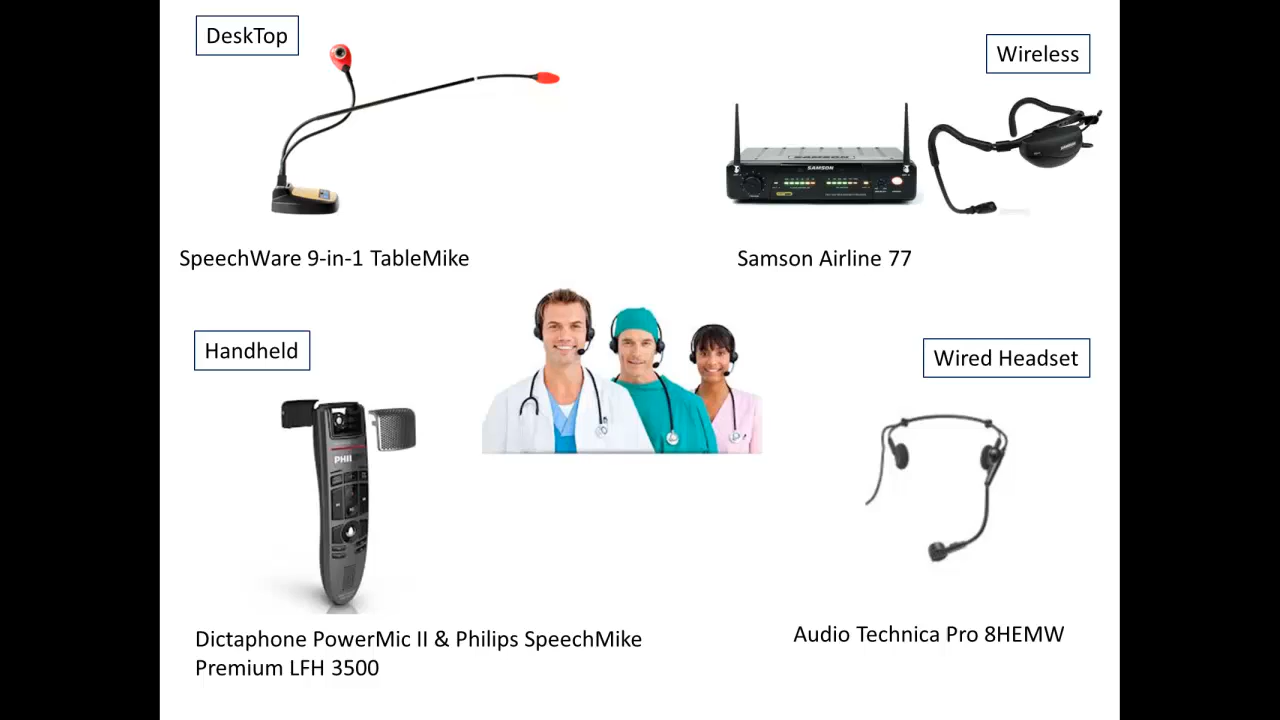 DeskTop
Wireless
SAMSON
SpeechWare 9-in-1 TableMike
Samson Airline 77
Handheld
Wired Headset
Dictaphone PowerMic II & Philips SpeechMike
Premium LFH 3500
Audio Technica Pro 8HEMW